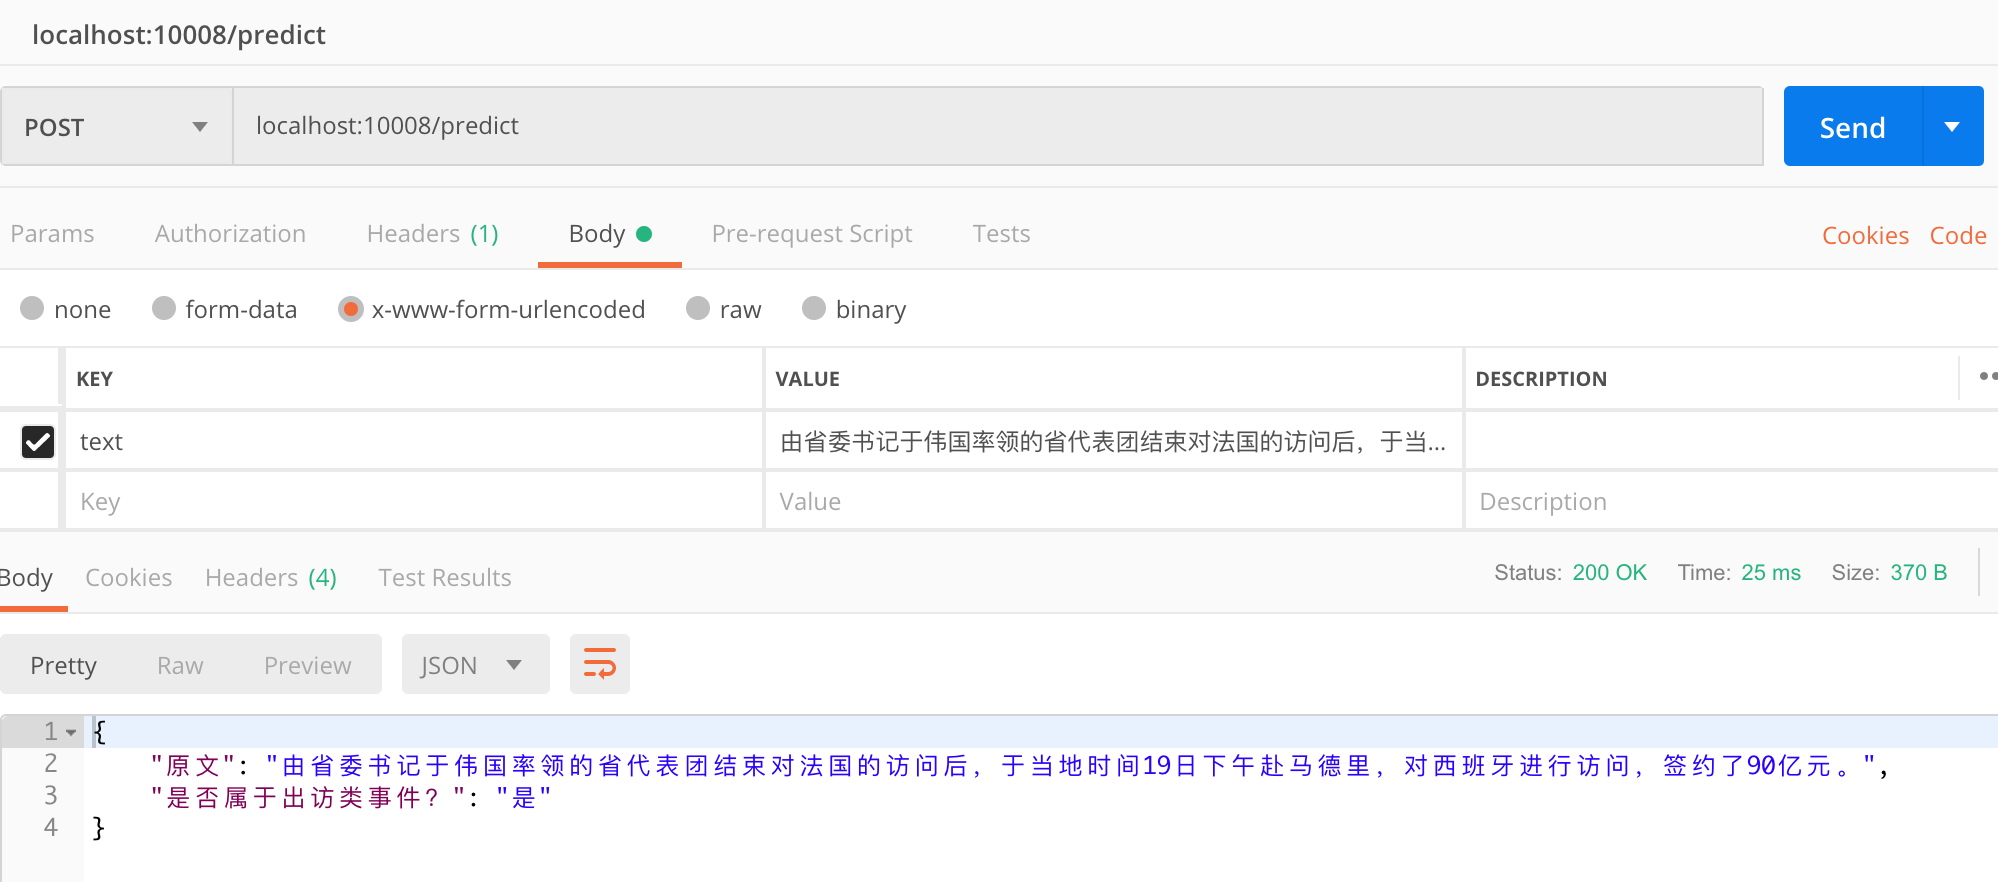 localhost:10008/predict
POST localhost:10008/predict Send
Params Authorization Headers (1) Body Pre-request Script Tests Cookies Code
none form-data x-www-form-urlencoded raw binary
KEY VALUE DESCRIPTION
text 由省委书记于伟国率领的省代表团结束对法国的访问后，于当...
Key Value Description
Body Cookies Headers (4) Test Results Status: 200 OK Time: 25 ms Size: 370 B
Pretty Raw Preview JSON
1 {
2 "原文": "由省委书记于伟国率领的省代表团结束对法国的访问后，于当地时间19日下午赴马德里，对西班牙进行访问，签约了90亿元。",
3 "是否属于出访类事件？": "是"
4 }